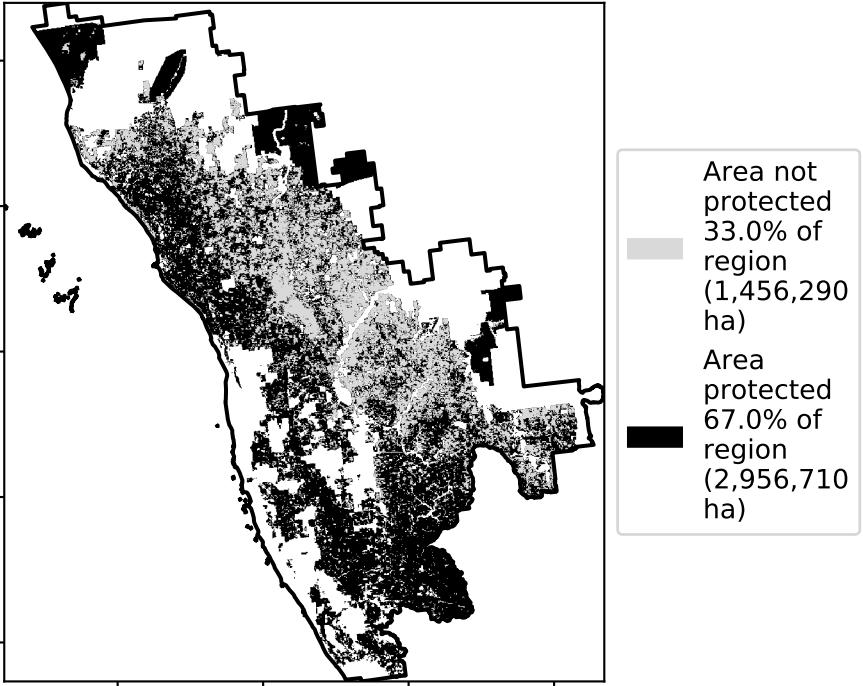 Area not
protected
33.0% of
region
(1,456,290
ha)
Area
protected
67.0% of
region
(2,956,710
ha)